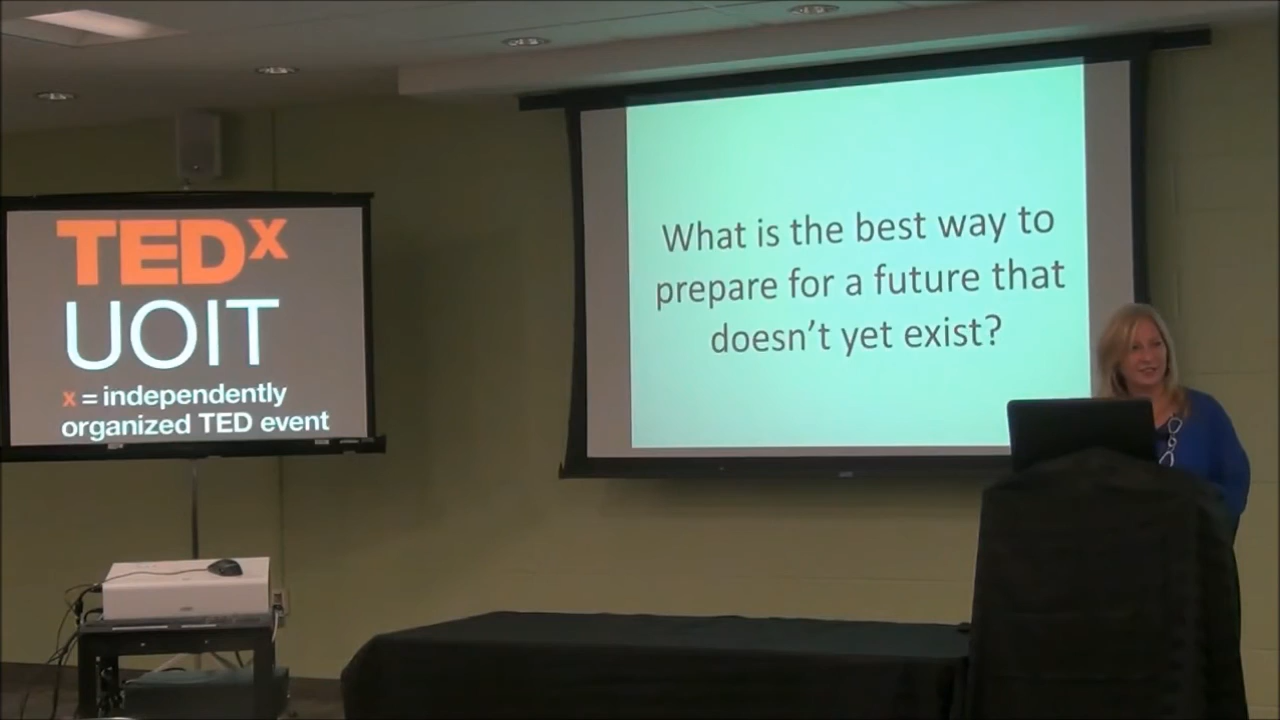 TEDx
UOIT
x = independently
organized TED event
What is the best way to
prepare for a future that
doesn't yet exist?